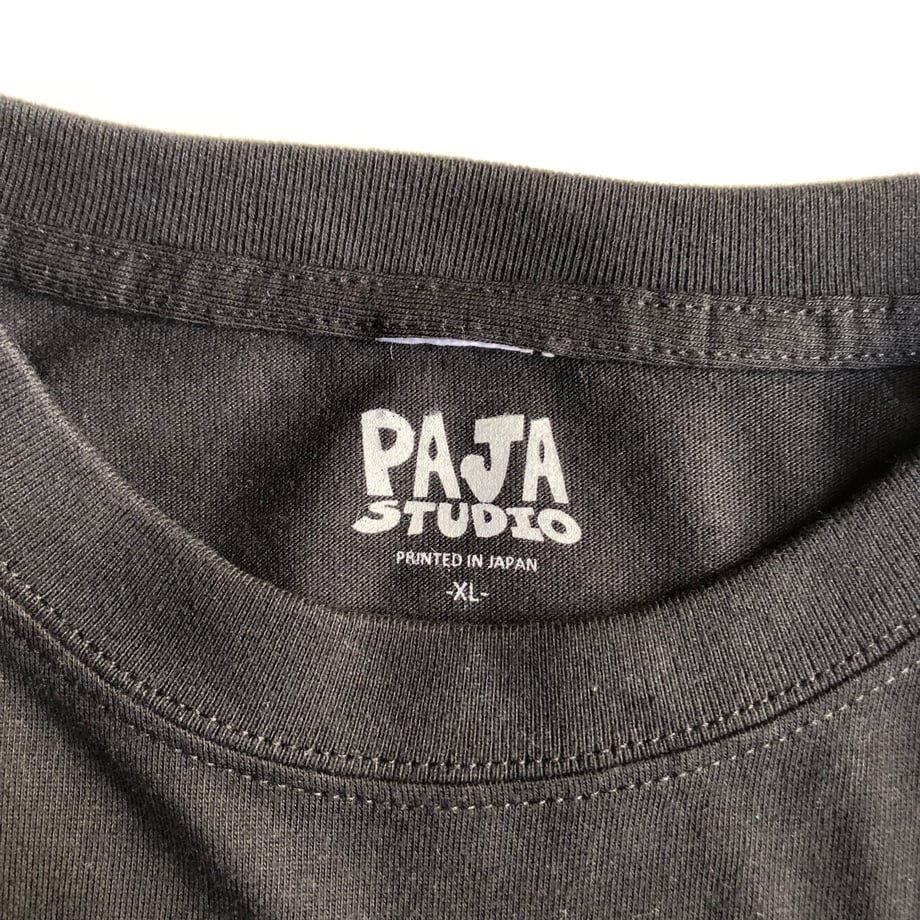 PAJA
STUDIO
PRINTED IN JAPAN
-XL-